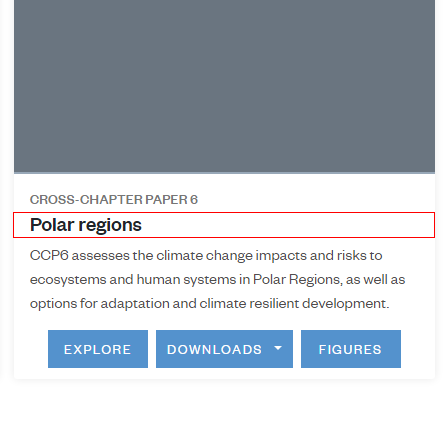 CROSS-CHAPTER PAPER 6
Polar regions
CCP6 assesses the climate change impacts and risks to
ecosystems and human systems in Polar Regions, as well as
options for adaptation and climate resilient development.
EXPLORE DOWNLOADS FIGURES